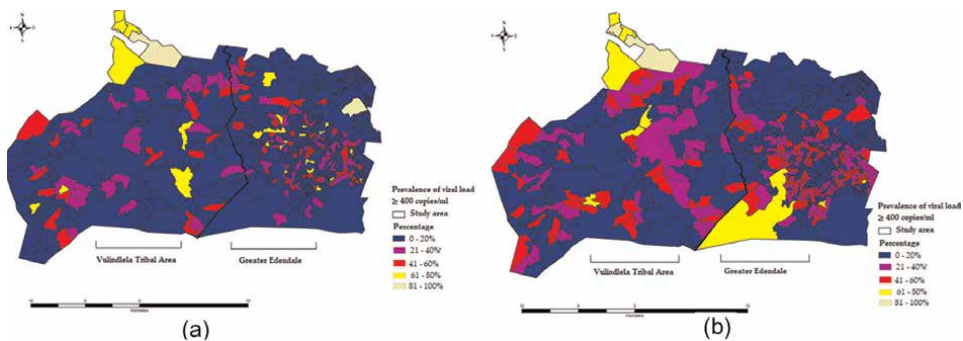 Prevalence of viral load
≥ 400 copies/ml
Study area
Percentage
0 - 20%
21 - 40%
41 - 60%
61 - 80%
81 - 100%
Vulindlela Tribal Area
Greater Edendale
(a)
Prevalence of viral load
≥ 400 copies/ml
Study area
Percentage
0 - 20%
21 - 40%
41 - 60%
61 - 80%
81 - 100%
Vulindlela Tribal Area
Greater Edendale
(b)